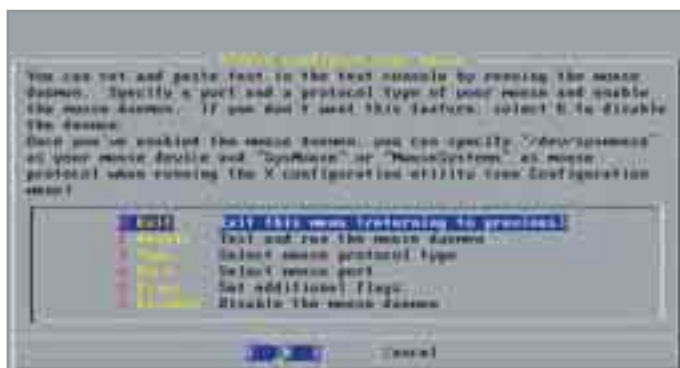 You can cut and paste text in the text console by running the mouse
daemon. Specify a port and a protocol type of your mouse and enable
the mouse daemon. If you don't want this feature, select 6 to disable
the daemon.
Once you've enabled the mouse daemon, you can specify "/dev/sysmouse"
as your mouse device and "SysMouse" or "MouseSystems" as mouse
protocol when running the X configuration utility (see Configuration
menu).
Exit Exit this menu (returning to previous)
Test and run the mouse daemon
Type Select mouse protocol type
Port Select mouse port
Flags Set additional flags
Disable Disable the mouse daemon
Cancel